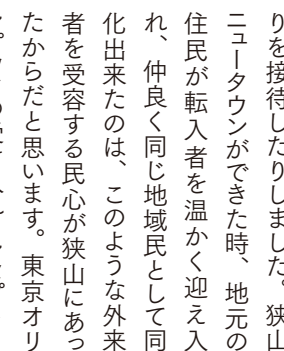 りを接待したりしました。狭山
ニュータウンができた時、地元の
住民が転入者を温かく迎え入
れ、仲良く同じ地域民として同
化出来たのは、このような外来
者を受容する民心が狭山にあっ
たからだと思います。東京オリ